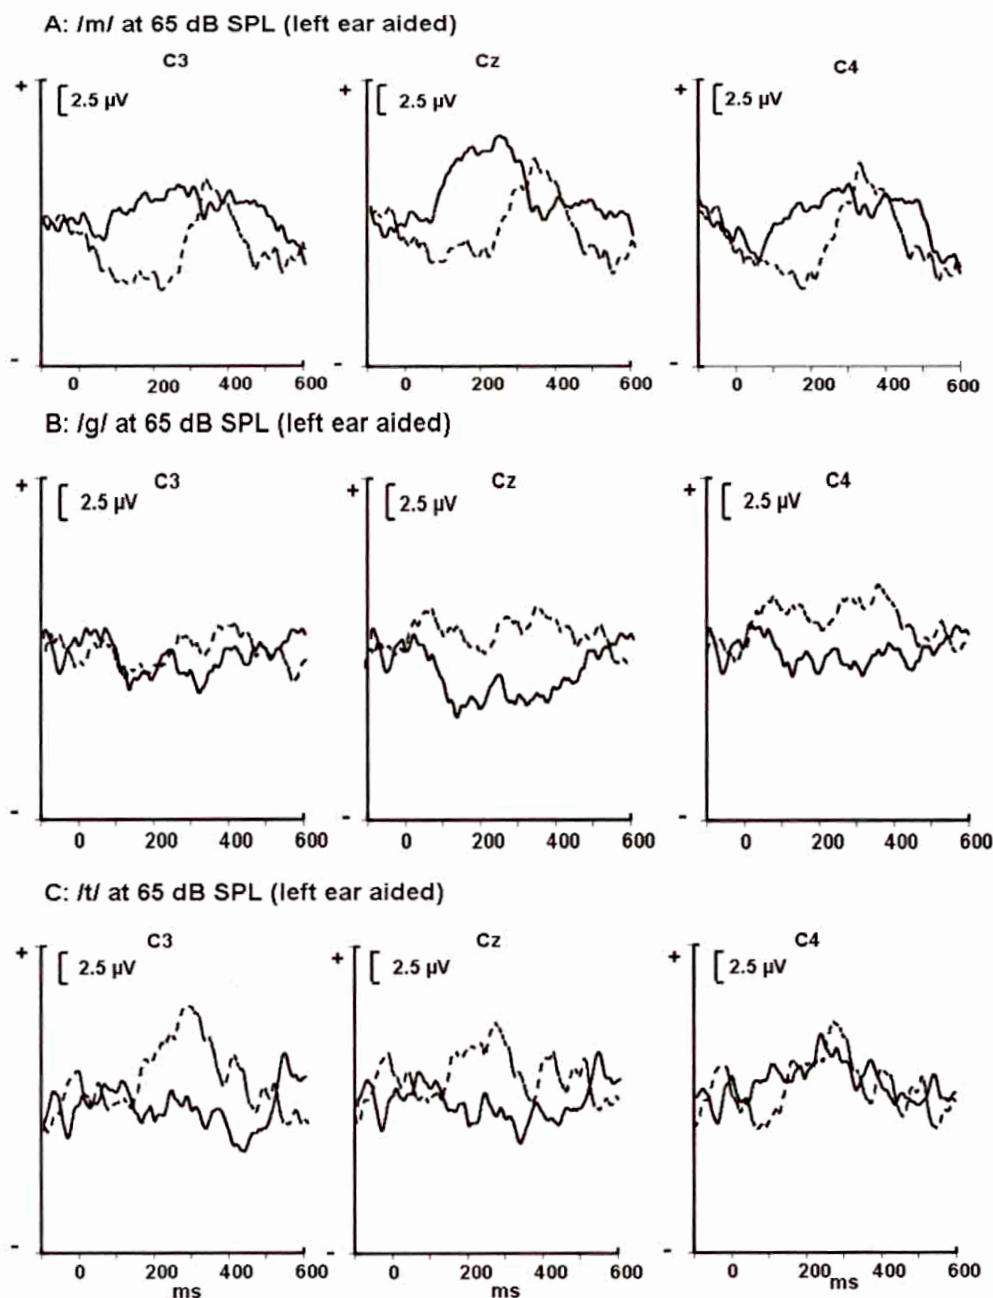 A: /m/ at 65 dB SPL (left ear aided)
C3
Cz
C4
+
2.5 µV
+
2.5 µV
+
2.5 µV
-
-
-
0 200 400 600
0 200 400 600
0 200 400 600
B: /g/ at 65 dB SPL (left ear aided)
C3
Cz
C4
+
2.5 µV
+
2.5 µV
+
2.5 µV
-
-
-
0 200 400 600
0 200 400 600
0 200 400 600
C: /t/ at 65 dB SPL (left ear aided)
C3
Cz
C4
+
2.5 µV
+
2.5 µV
+
2.5 µV
-
-
-
0 200 400 600
0 200 400 600
0 200 400 600
ms
ms
ms